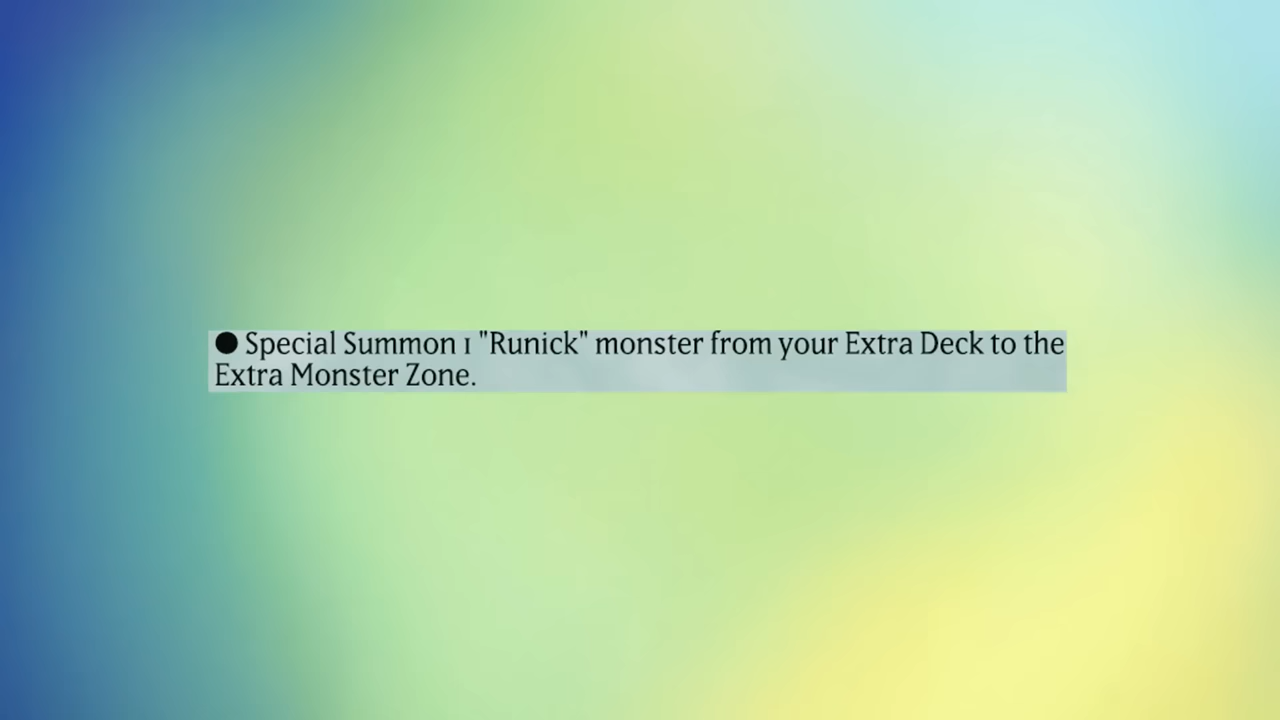 ● Special Summon 1 "Runick" monster from your Extra Deck to the
Extra Monster Zone.